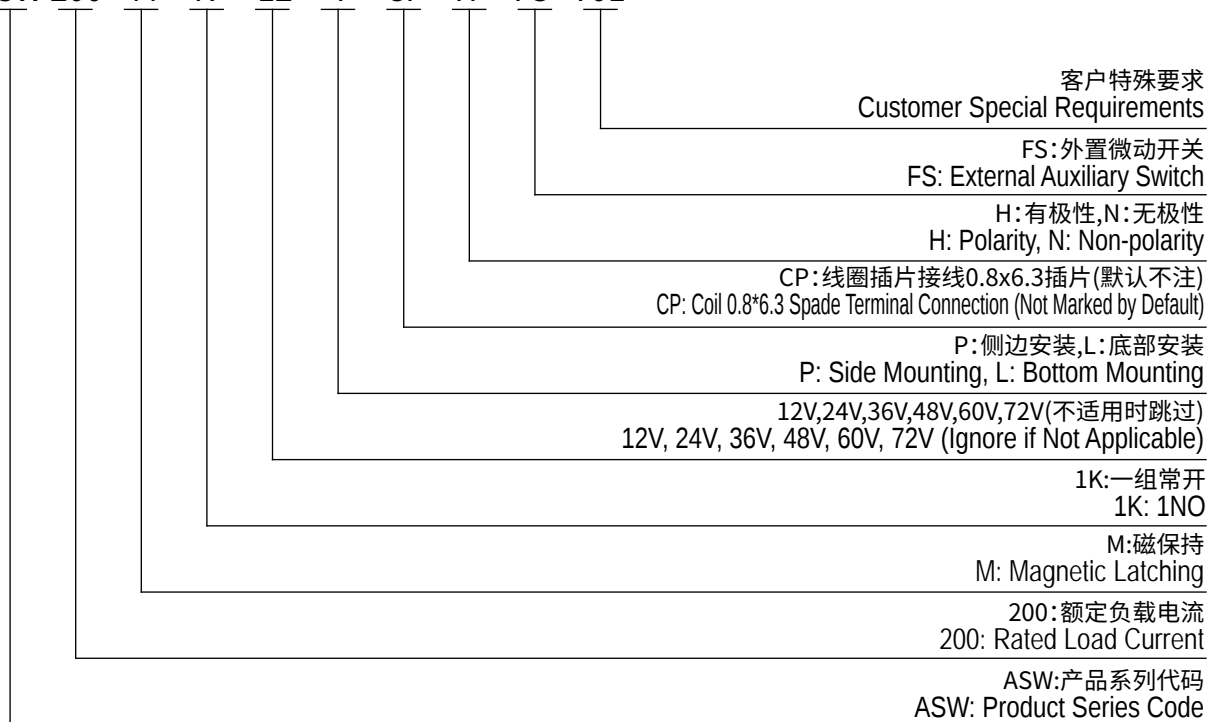 客户特殊要求
Customer Special Requirements
FS:外置微动开关
FS: External Auxiliary Switch
H:有极性,N:无极性
H: Polarity, N: Non-polarity
CP:线圈插片接线0.8x6.3插片(默认不注)
CP: Coil 0.8*6.3 Spade Terminal Connection (Not Marked by Default)
P:侧边安装,L:底部安装
P: Side Mounting, L: Bottom Mounting
12V,24V,36V,48V,60V,72V(不适用时跳过)
12V, 24V, 36V, 48V, 60V, 72V (Ignore if Not Applicable)
1K:一组常开
1K: 1NO
M:磁保持
M: Magnetic Latching
200:额定负载电流
200: Rated Load Current
ASW:产品系列代码
ASW: Product Series Code